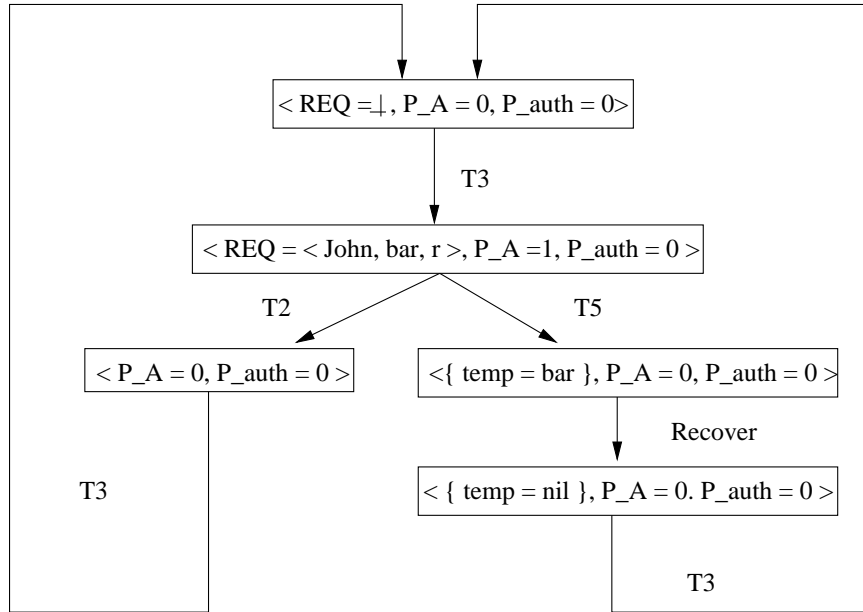 < REQ =⊥, P_A = 0, P_auth = 0>
T3
< REQ = < John, bar, r >, P_A =1, P_auth = 0 >
T2
T5
< P_A = 0, P_auth = 0 >
<{ temp = bar }, P_A = 0, P_auth = 0 >
Recover
T3
< { temp = nil }, P_A = 0. P_auth = 0 >
T3